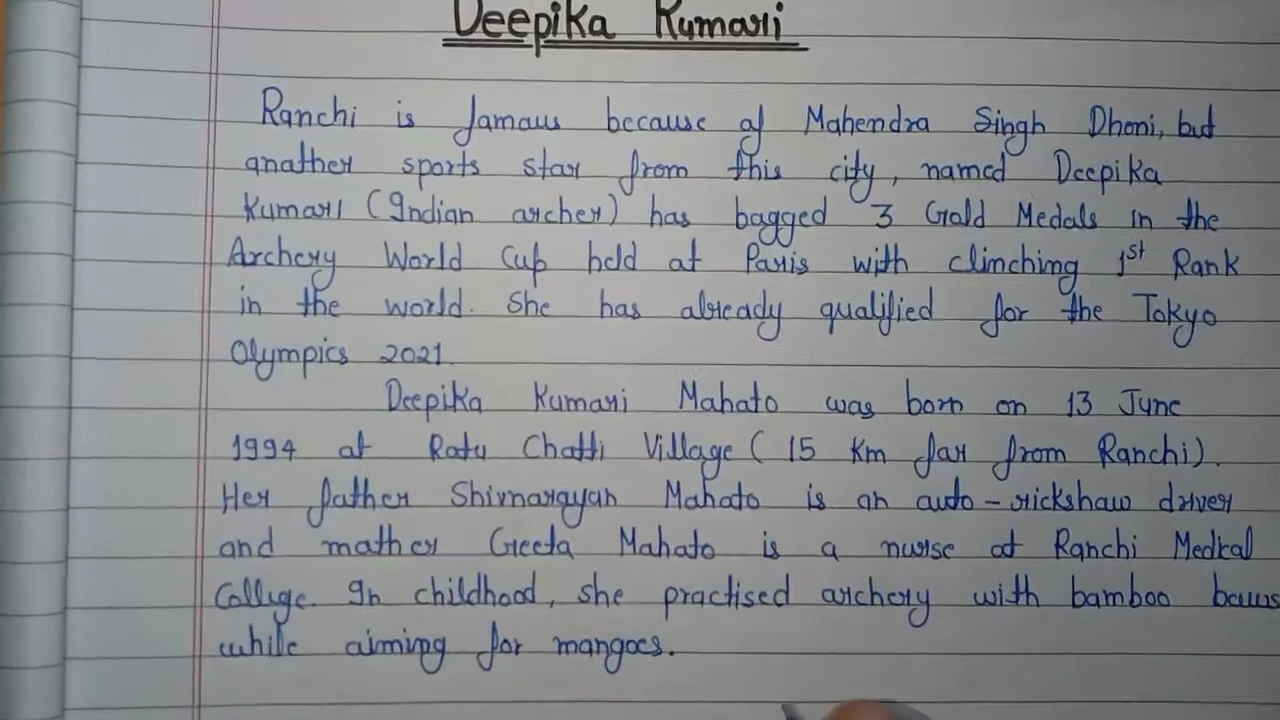 Deepika Kumari
Ranchi is famous because of Mahendra Singh Dhoni, but
another sports star from this city, named Deepika
Kumari (Indian archer) has bagged 3 Gold Medals in the
Archery World Cup held at Paris with clinching 1st Rank
in the world. She has already qualified for the Tokyo
Olympics 2021.
Deepika Kumari Mahato was born on 13 June
1994 at Ratu Chatti Village (15 Km far from Ranchi).
Her father Shivnarayan Mahato is an auto-rickshaw driver
and mother Geeta Mahato is a nurse at Ranchi Medical
College. In childhood, she practised archery with bamboo bows
while aiming for mangoes.